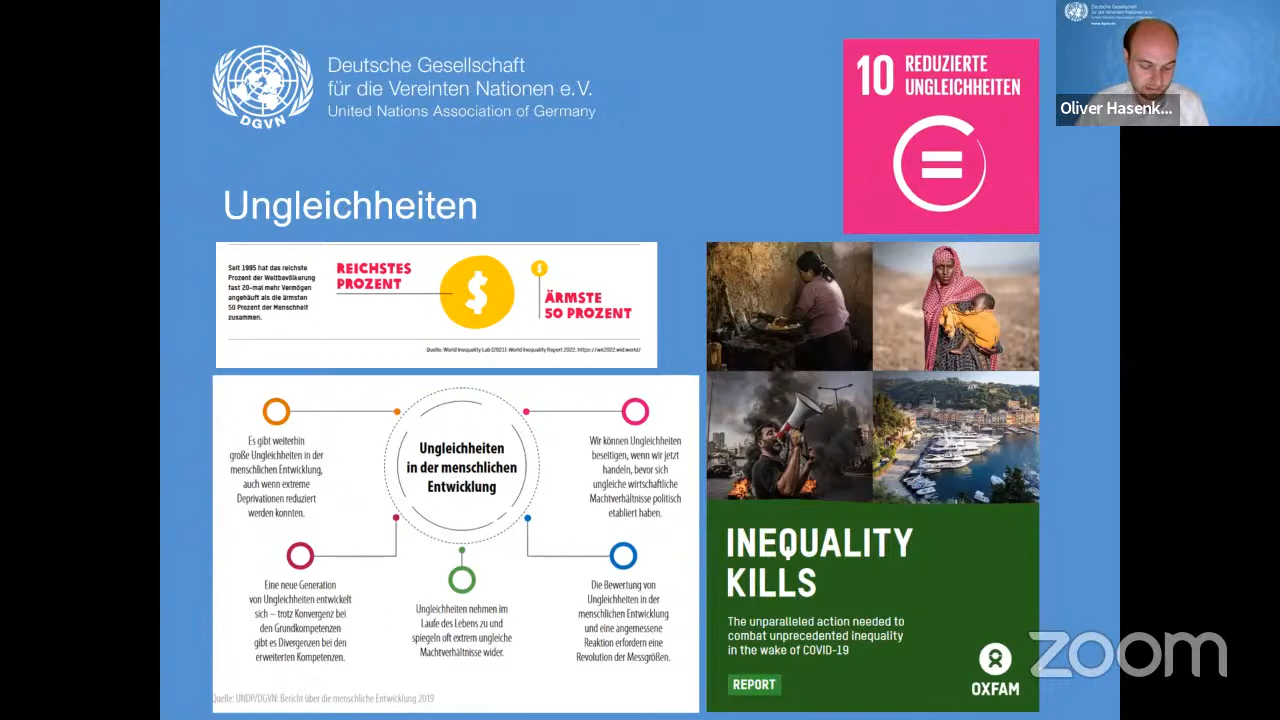 Deutsche Gesellschaft
für die Vereinten Nationen e.V.
United Nations Association of Germany
DGVN
10 REDUZIERTE
UNGLEICHHEITEN
Deutsche Gesellschaft
für die Vereinten Nationen e.V.
Oliver Hasenk...
Ungleichheiten
Seit 1995 hat das reichste
Prozent der Weltbevölkerung
fast 20-mal mehr Vermögen
angehäuft als die ärmsten
50 Prozent der Menschheit
zusammen.
REICHSTES
PROZENT
$
ÄRMSTE
50 PROZENT
Quelle: World Inequality Lab (2021): World Inequality Report 2022. https://wir2022.wid.world/
Ungleichheiten
in der menschlichen
Entwicklung
Es gibt weiterhin
große Ungleichheiten in der
menschlichen Entwicklung,
auch wenn extreme
Deprivationen reduziert
werden konnten.
Wir können Ungleichheiten
beseitigen, wenn wir jetzt
handeln, bevor sich
ungleiche wirtschaftliche
Machtverhältnisse politisch
etabliert haben.
Eine neue Generation
von Ungleichheiten entwickelt
sich – trotz Konvergenz bei
den Grundkompetenzen
gibt es Divergenzen bei den
erweiterten Kompetenzen.
Ungleichheiten nehmen im
Laufe des Lebens zu und
spiegeln oft extrem ungleiche
Machtverhältnisse wider.
Die Bewertung von
Ungleichheiten in der
menschlichen Entwicklung
und eine angemessene
Reaktion erfordern eine
Revolution der Messgrößen.
Quelle: UNDP/DGVN: Bericht über die menschliche Entwicklung 2019
INEQUALITY
KILLS
The unparalleled action needed to
combat unprecedented inequality
in the wake of COVID-19
REPORT
OXFAM
zoom